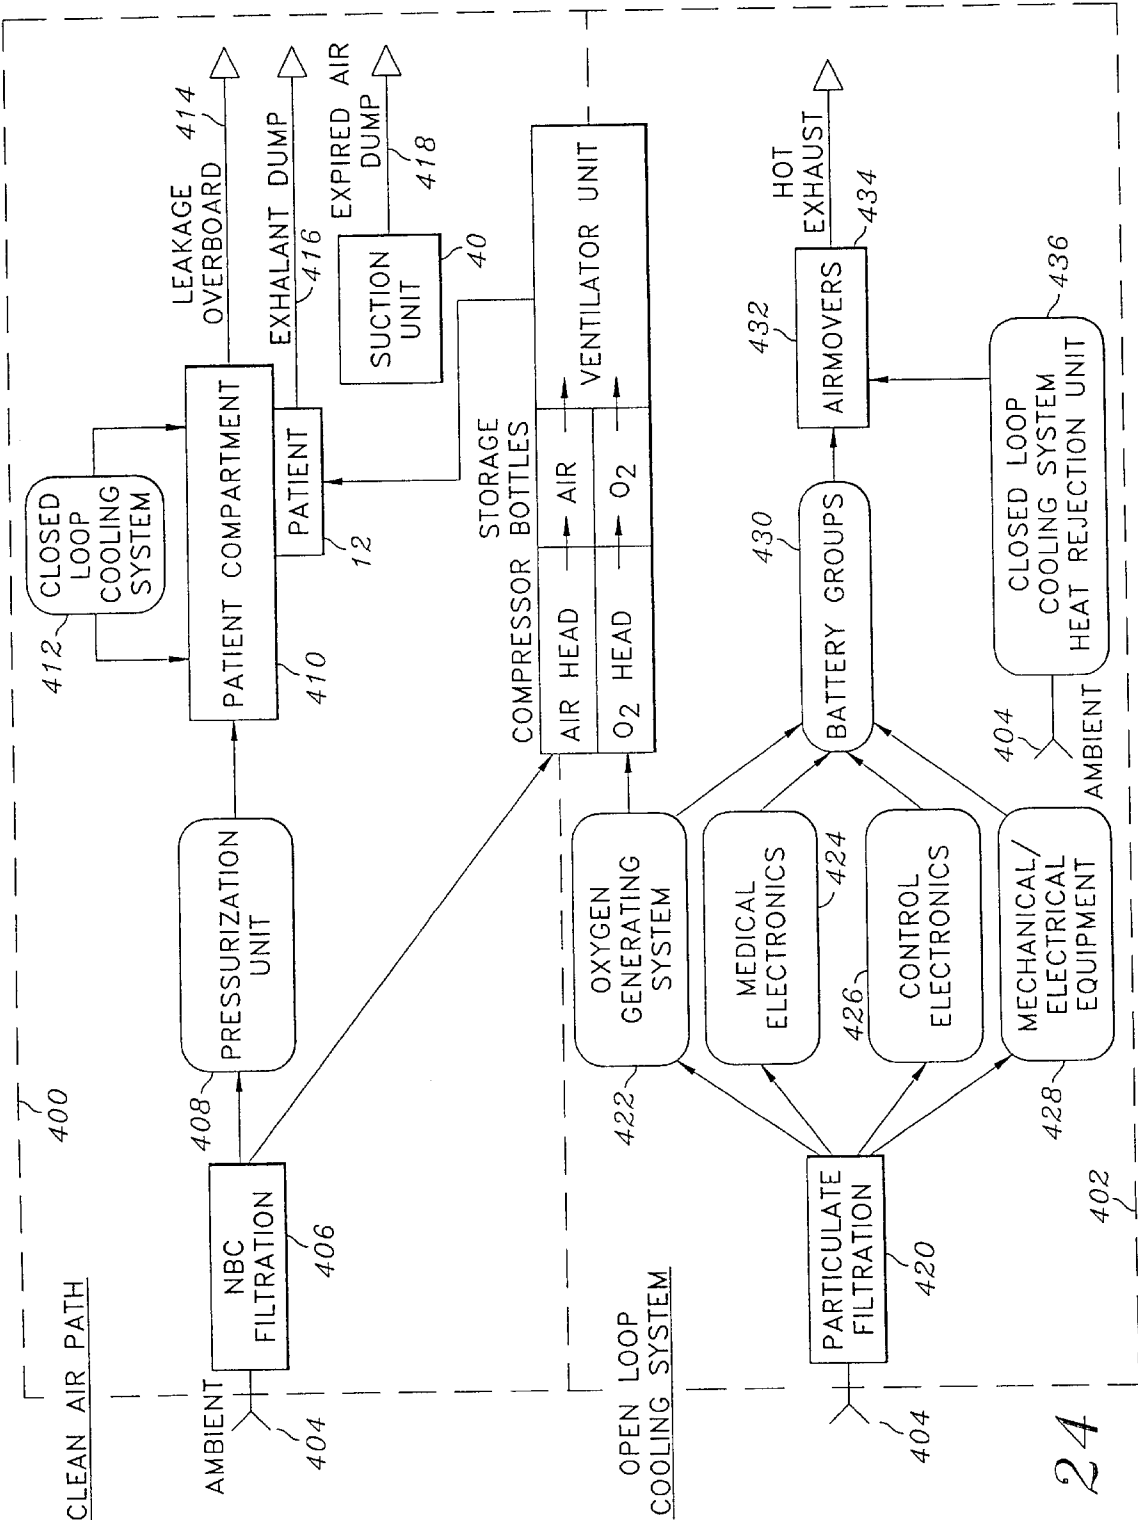 CLEAN AIR PATH
400
AMBIENT
404
NBC
FILTRATION
406
408
PRESSURIZATION
UNIT
412
CLOSED
LOOP
COOLING
SYSTEM
PATIENT COMPARTMENT
410
PATIENT
12
LEAKAGE
OVERBOARD
414
EXHALANT DUMP
416
EXPIRED AIR
DUMP
418
SUCTION
UNIT
40
COMPRESSOR
STORAGE
BOTTLES
AIR HEAD
AIR
O2 HEAD
O2
VENTILATOR UNIT
OPEN LOOP
COOLING SYSTEM
404
PARTICULATE
FILTRATION
420
402
422
OXYGEN
GENERATING
SYSTEM
MEDICAL
ELECTRONICS
424
426
CONTROL
ELECTRONICS
428
MECHANICAL/
ELECTRICAL
EQUIPMENT
BATTERY GROUPS
430
432
AIRMOVERS
434
HOT
EXHAUST
404
AMBIENT
CLOSED LOOP
COOLING SYSTEM
HEAT REJECTION UNIT
436
24